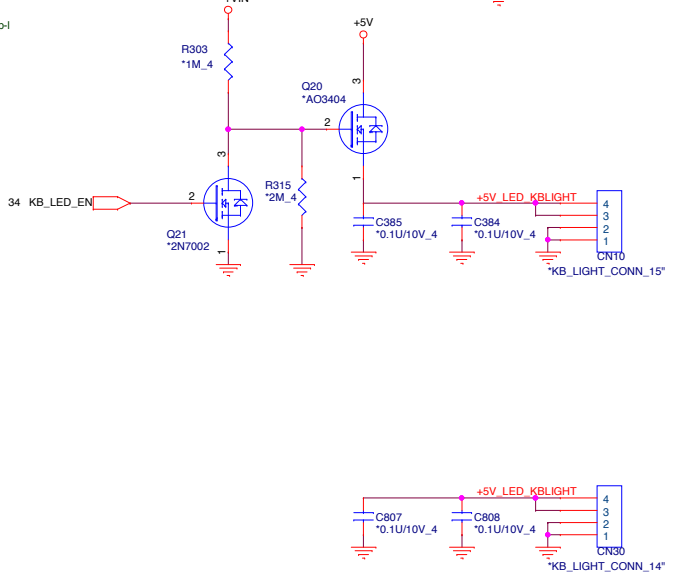 +5V
R303
*1M_4
3
Q20
*AO3404
2
3
1
34 KB_LED_EN
2
R315
*2M_4
Q21
*2N7002
1
+5V_LED_KBLIGHT
C385
*0.1U/10V_4
C384
*0.1U/10V_4
4
3
2
1
CN10
*KB_LIGHT_CONN_15"
+5V_LED_KBLIGHT
C807
*0.1U/10V_4
C808
*0.1U/10V_4
4
3
2
1
CN30
*KB_LIGHT_CONN_14"